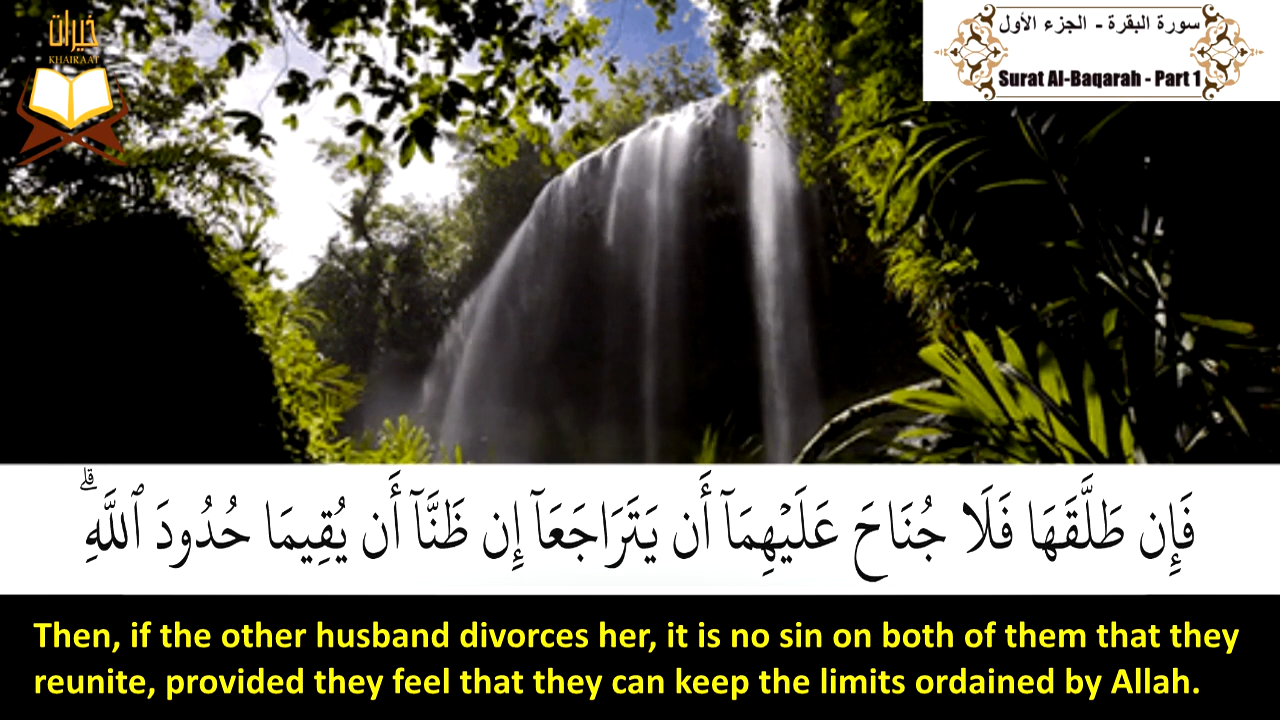 خيرات
KHAIRAAT
سورة البقرة - الجزء الأول
Surat Al-Baqarah - Part 1
فَإِن طَلَّقَهَا فَلَا جُنَاحَ عَلَيْهِمَآ أَن يَتَرَاجَعَآ إِن ظَنَّآ أَن يُقِيمَا حُدُودَ ٱللَّهِ ۗ
Then, if the other husband divorces her, it is no sin on both of them that they
reunite, provided they feel that they can keep the limits ordained by Allah.